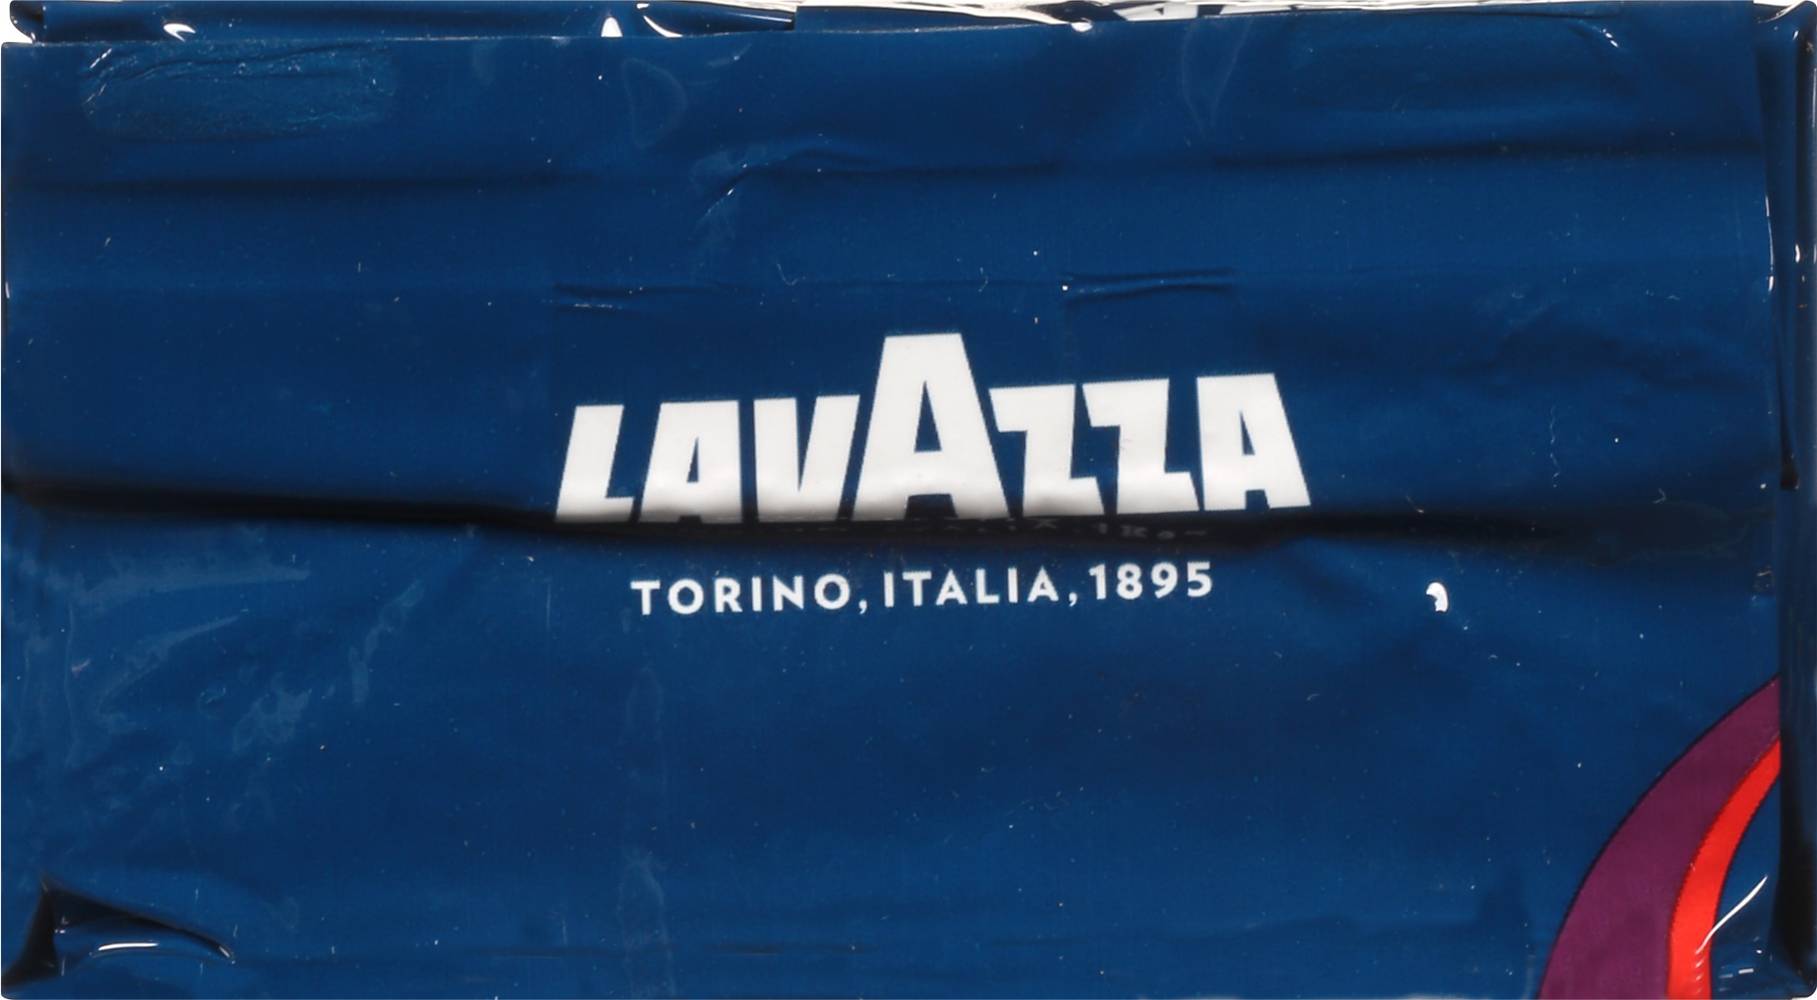 LAVAZZA
TORINO, ITALIA, 1895